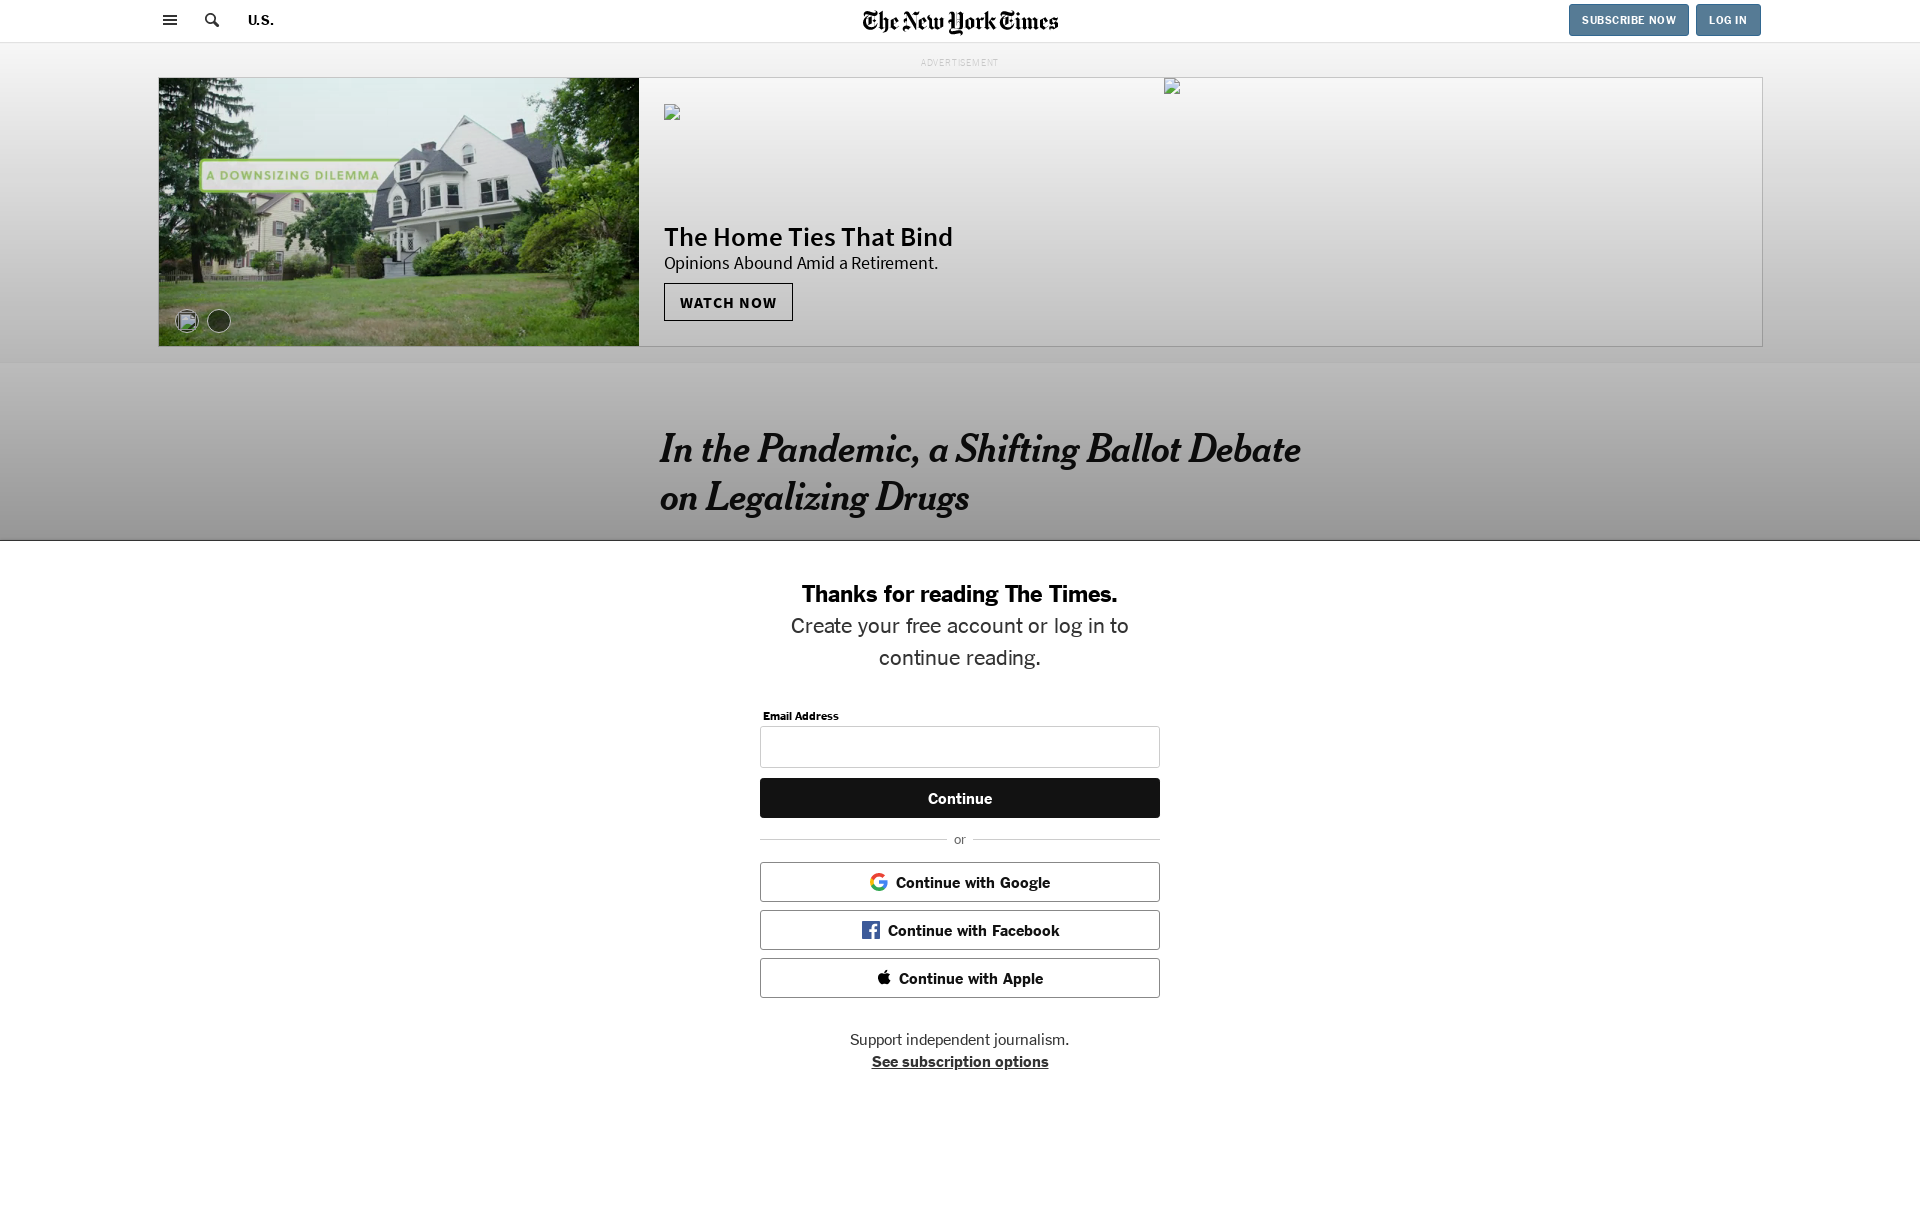 U.S.
The New York Times
SUBSCRIBE NOW
LOG IN
ADVERTISEMENT
A DOWNSIZING DILEMMA
The Home Ties That Bind
Opinions Abound Amid a Retirement.
WATCH NOW
In the Pandemic, a Shifting Ballot Debate
on Legalizing Drugs
Thanks for reading The Times.
Create your free account or log in to
continue reading.
Email Address
Continue
or
Continue with Google
Continue with Facebook
Continue with Apple
Support independent journalism.
See subscription options